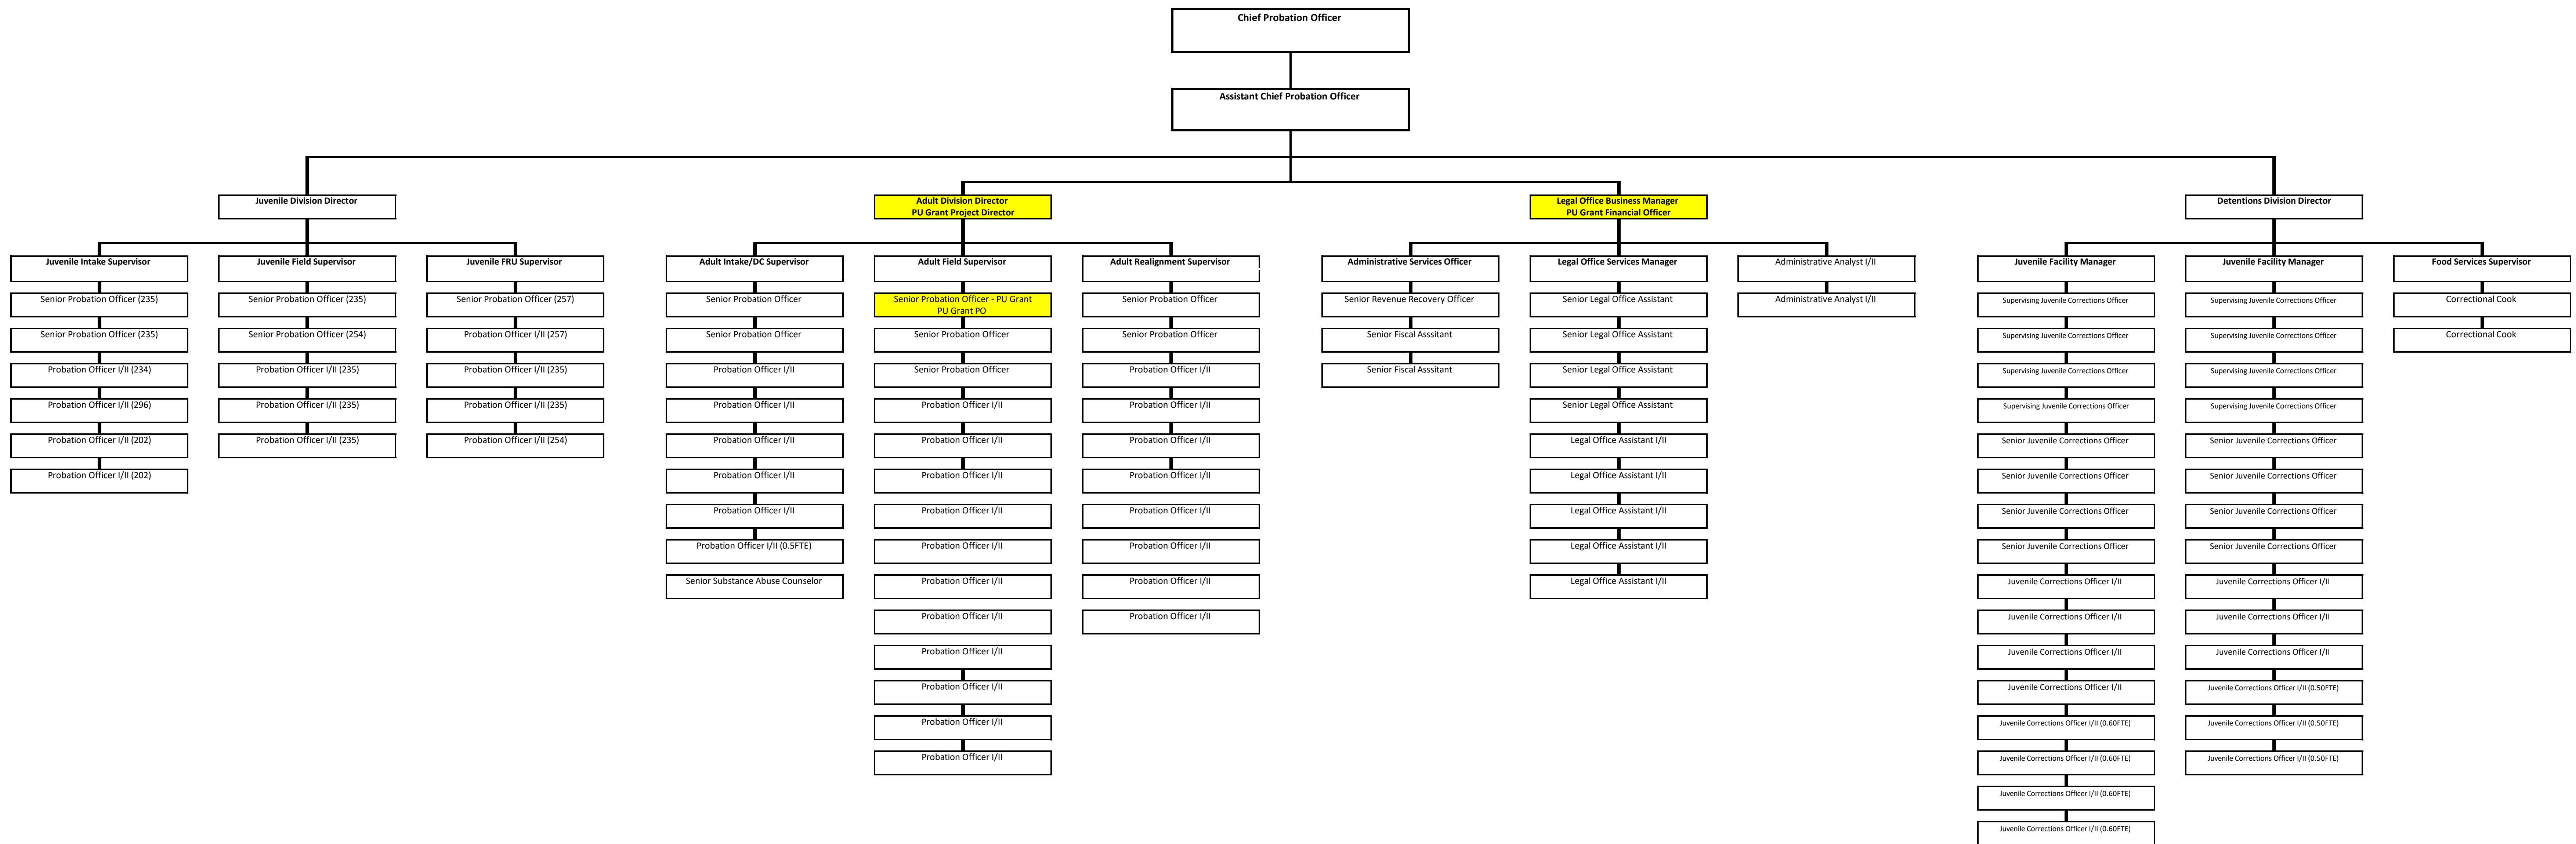 Chief Probation Officer
Assistant Chief Probation Officer
Juvenile Division Director
Adult Division Director
PU Grant Project Director
Legal Office Business Manager
PU Grant Financial Officer
Detentions Division Director
Juvenile Intake Supervisor
Senior Probation Officer (235)
Senior Probation Officer (235)
Probation Officer I/II (234)
Probation Officer I/II (296)
Probation Officer I/II (202)
Probation Officer I/II (202)
Juvenile Field Supervisor
Senior Probation Officer (235)
Senior Probation Officer (254)
Probation Officer I/II (235)
Probation Officer I/II (235)
Probation Officer I/II (235)
Juvenile FRU Supervisor
Senior Probation Officer (257)
Probation Officer I/II (257)
Probation Officer I/II (235)
Probation Officer I/II (235)
Probation Officer I/II (254)
Adult Intake/DC Supervisor
Senior Probation Officer
Senior Probation Officer
Probation Officer I/II
Probation Officer I/II
Probation Officer I/II
Probation Officer I/II
Probation Officer I/II
Probation Officer I/II (0.5FTE)
Senior Substance Abuse Counselor
Adult Field Supervisor
Senior Probation Officer - PU Grant
PU Grant PO
Senior Probation Officer
Senior Probation Officer
Probation Officer I/II
Probation Officer I/II
Probation Officer I/II
Probation Officer I/II
Probation Officer I/II
Probation Officer I/II
Probation Officer I/II
Probation Officer I/II
Probation Officer I/II
Probation Officer I/II
Probation Officer I/II
Adult Realignment Supervisor
Senior Probation Officer
Senior Probation Officer
Probation Officer I/II
Probation Officer I/II
Probation Officer I/II
Probation Officer I/II
Probation Officer I/II
Probation Officer I/II
Probation Officer I/II
Probation Officer I/II
Administrative Services Officer
Senior Revenue Recovery Officer
Senior Fiscal Asssitant
Senior Fiscal Asssitant
Legal Office Services Manager
Senior Legal Office Assistant
Senior Legal Office Assistant
Senior Legal Office Assistant
Senior Legal Office Assistant
Legal Office Assistant I/II
Legal Office Assistant I/II
Legal Office Assistant I/II
Legal Office Assistant I/II
Legal Office Assistant I/II
Administrative Analyst I/II
Administrative Analyst I/II
Juvenile Facility Manager
Supervising Juvenile Corrections Officer
Supervising Juvenile Corrections Officer
Supervising Juvenile Corrections Officer
Supervising Juvenile Corrections Officer
Senior Juvenile Corrections Officer
Senior Juvenile Corrections Officer
Senior Juvenile Corrections Officer
Senior Juvenile Corrections Officer
Juvenile Corrections Officer I/II
Juvenile Corrections Officer I/II
Juvenile Corrections Officer I/II
Juvenile Corrections Officer I/II
Juvenile Corrections Officer I/II (0.60FTE)
Juvenile Corrections Officer I/II (0.60FTE)
Juvenile Corrections Officer I/II (0.60FTE)
Juvenile Corrections Officer I/II (0.60FTE)
Juvenile Facility Manager
Supervising Juvenile Corrections Officer
Supervising Juvenile Corrections Officer
Supervising Juvenile Corrections Officer
Supervising Juvenile Corrections Officer
Senior Juvenile Corrections Officer
Senior Juvenile Corrections Officer
Senior Juvenile Corrections Officer
Senior Juvenile Corrections Officer
Juvenile Corrections Officer I/II
Juvenile Corrections Officer I/II
Juvenile Corrections Officer I/II
Juvenile Corrections Officer I/II (0.50FTE)
Juvenile Corrections Officer I/II (0.50FTE)
Juvenile Corrections Officer I/II (0.50FTE)
Food Services Supervisor
Correctional Cook
Correctional Cook